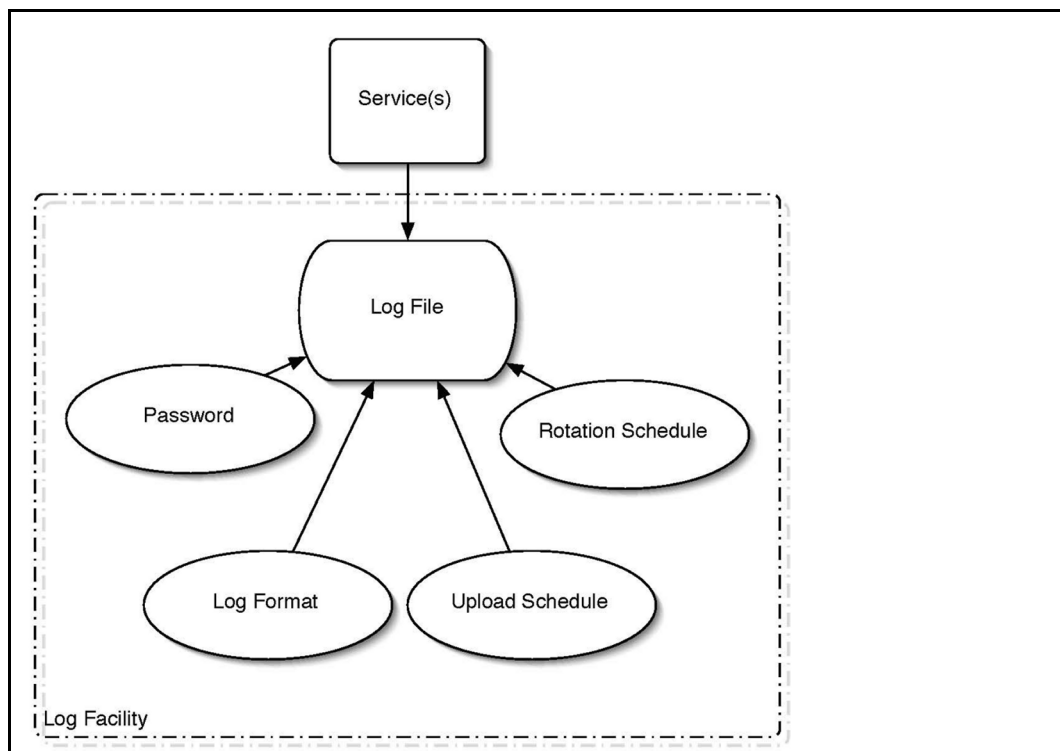 Service(s)
Log File
Password
Rotation Schedule
Log Format
Upload Schedule
Log Facility